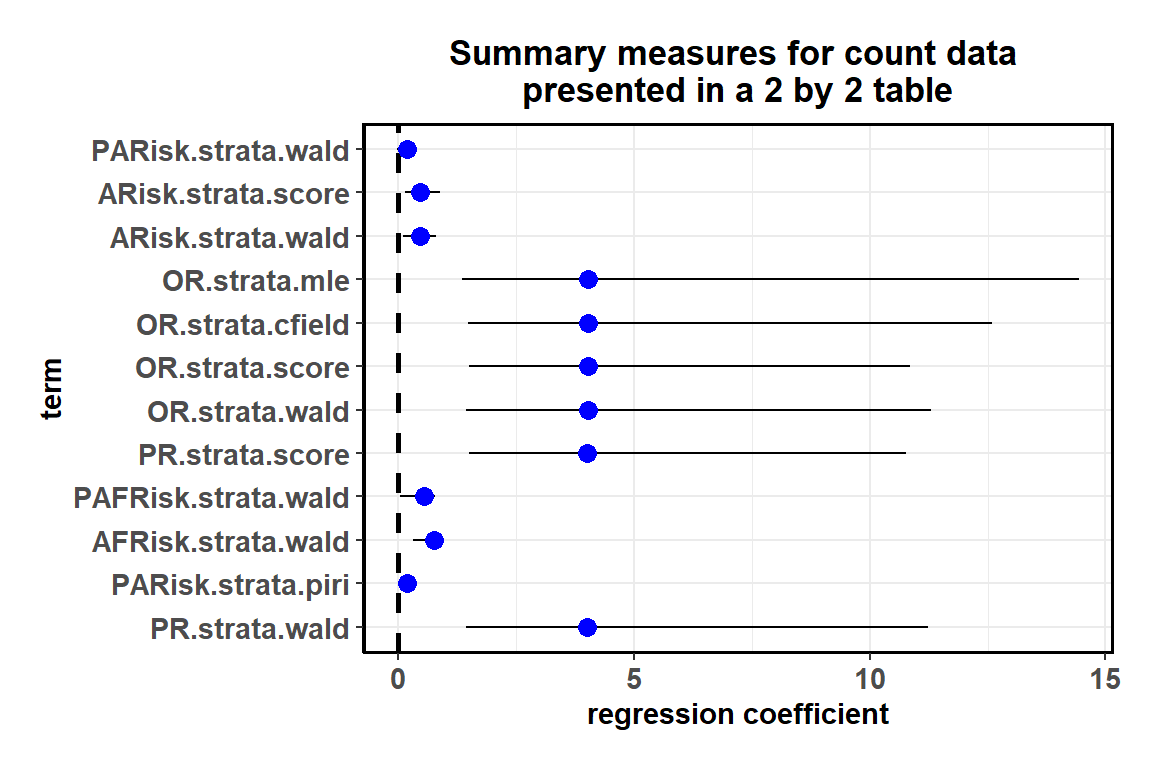 Summary measures for count data
presented in a 2 by 2 table
term
PARisk.strata.wald
ARisk.strata.score
ARisk.strata.wald
OR.strata.mle
OR.strata.cfield
OR.strata.score
OR.strata.wald
PR.strata.score
PAFRisk.strata.wald
AFRisk.strata.wald
PARisk.strata.piri
PR.strata.wald
0 5 10 15
regression coefficient